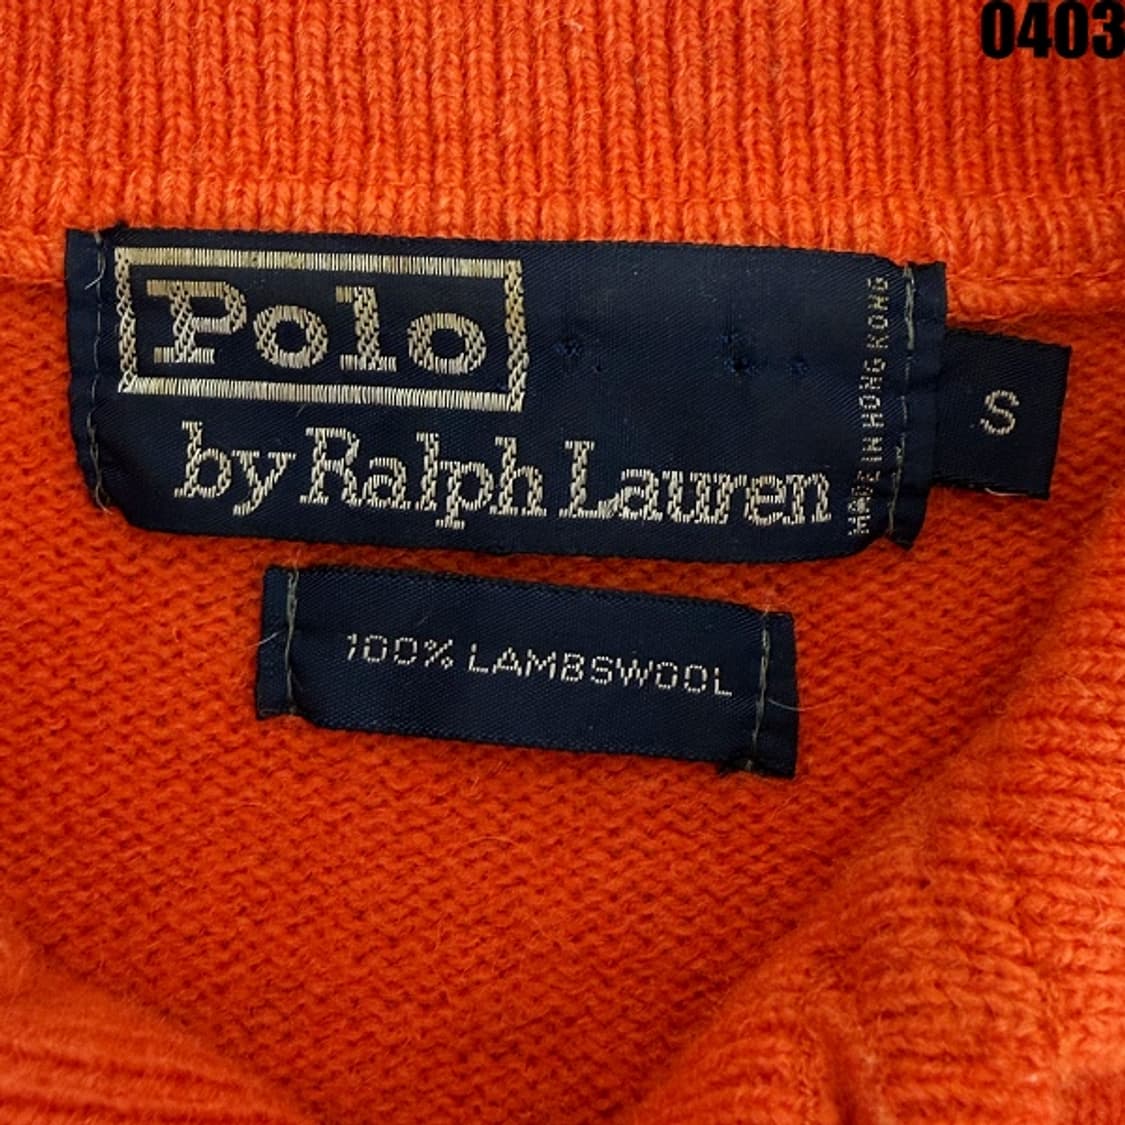 0403
Polo
by Ralph Lauren
MADE IN HONG KONG
S
100% LAMBSWOOL